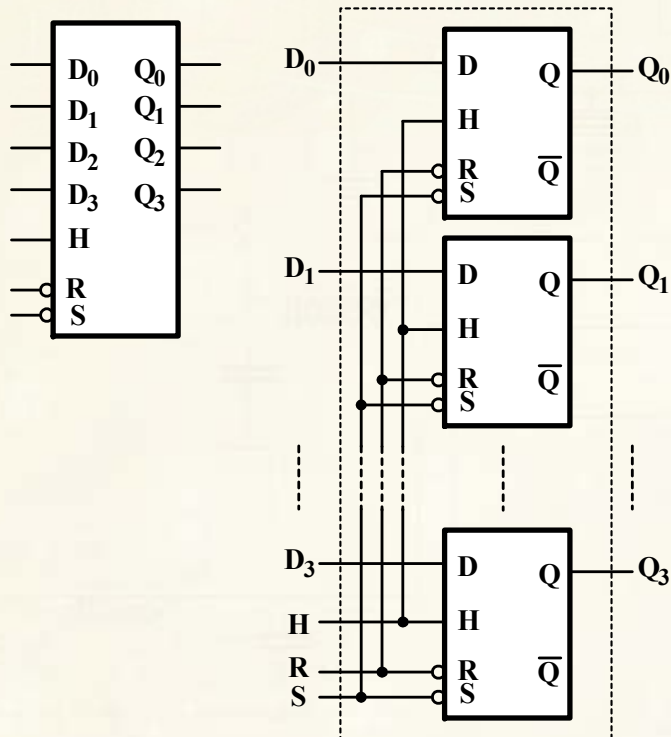 D₀ Q₀
D₁ Q₁
D₂ Q₂
D₃ Q₃
H
R
S
D₀ D Q Q₀
H
R Q̅
S
D₁ D Q Q₁
H
R Q̅
S
D₃ D Q Q₃
H H
R R Q̅
S S